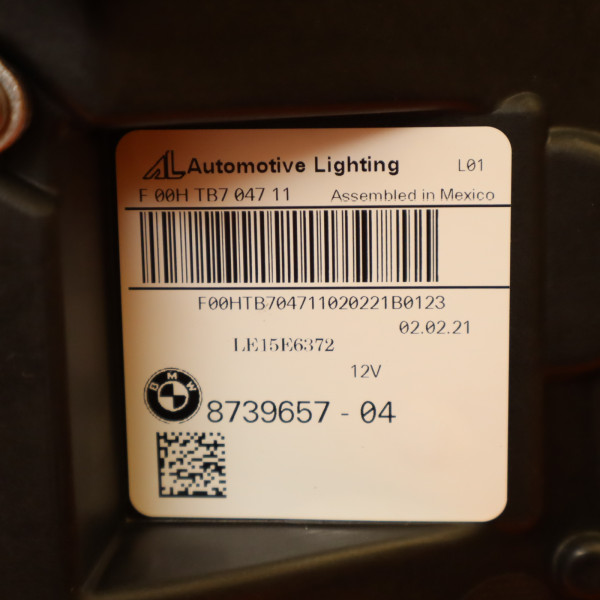 AL Automotive Lighting L01
F 00H TB7 047 11 Assembled in Mexico
F00HTB704711020221B0123
02.02.21
LE15E6372
12V
BMW 8739657 - 04